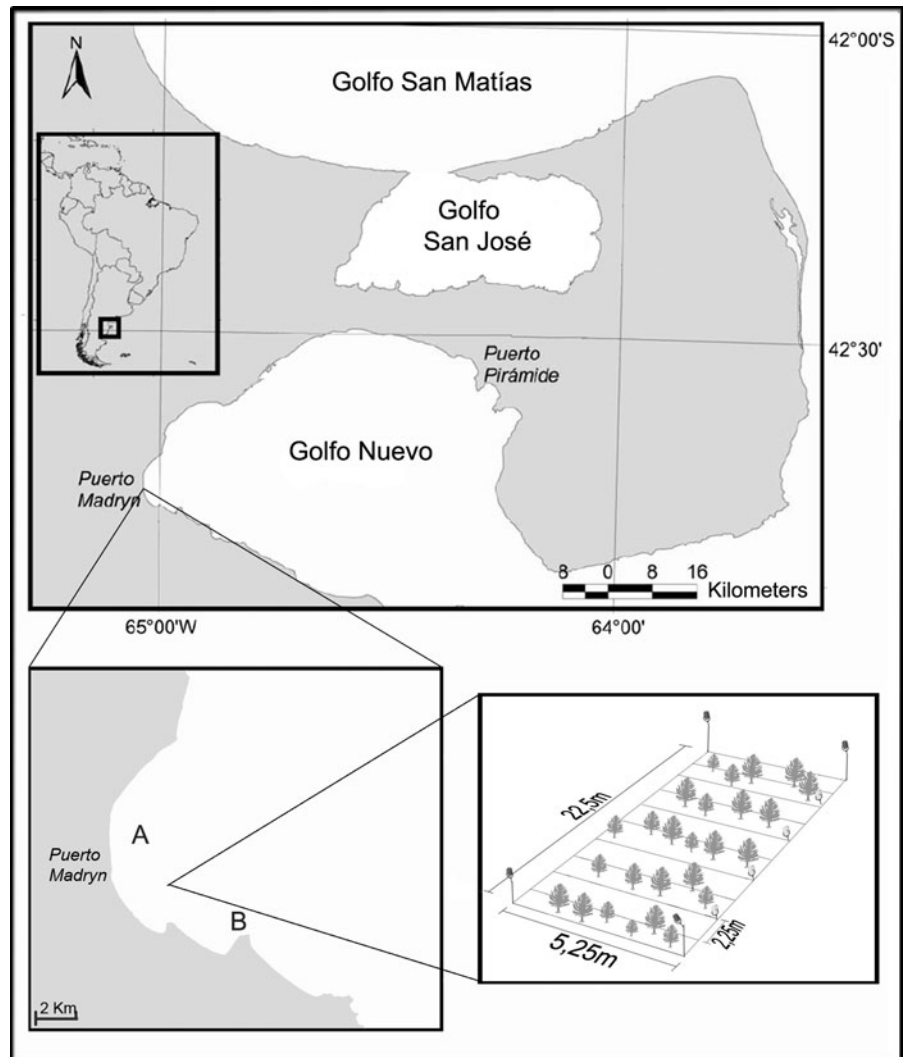 N
Golfo San Matías
42°00'S
Golfo
San José
42°30'
Puerto
Pirámide
Golfo Nuevo
Puerto
Madryn
8 0 8 16
Kilometers
65°00'W
64°00'
A
Puerto
Madryn
B
2 Km
22,5m
5,25m
2,25m